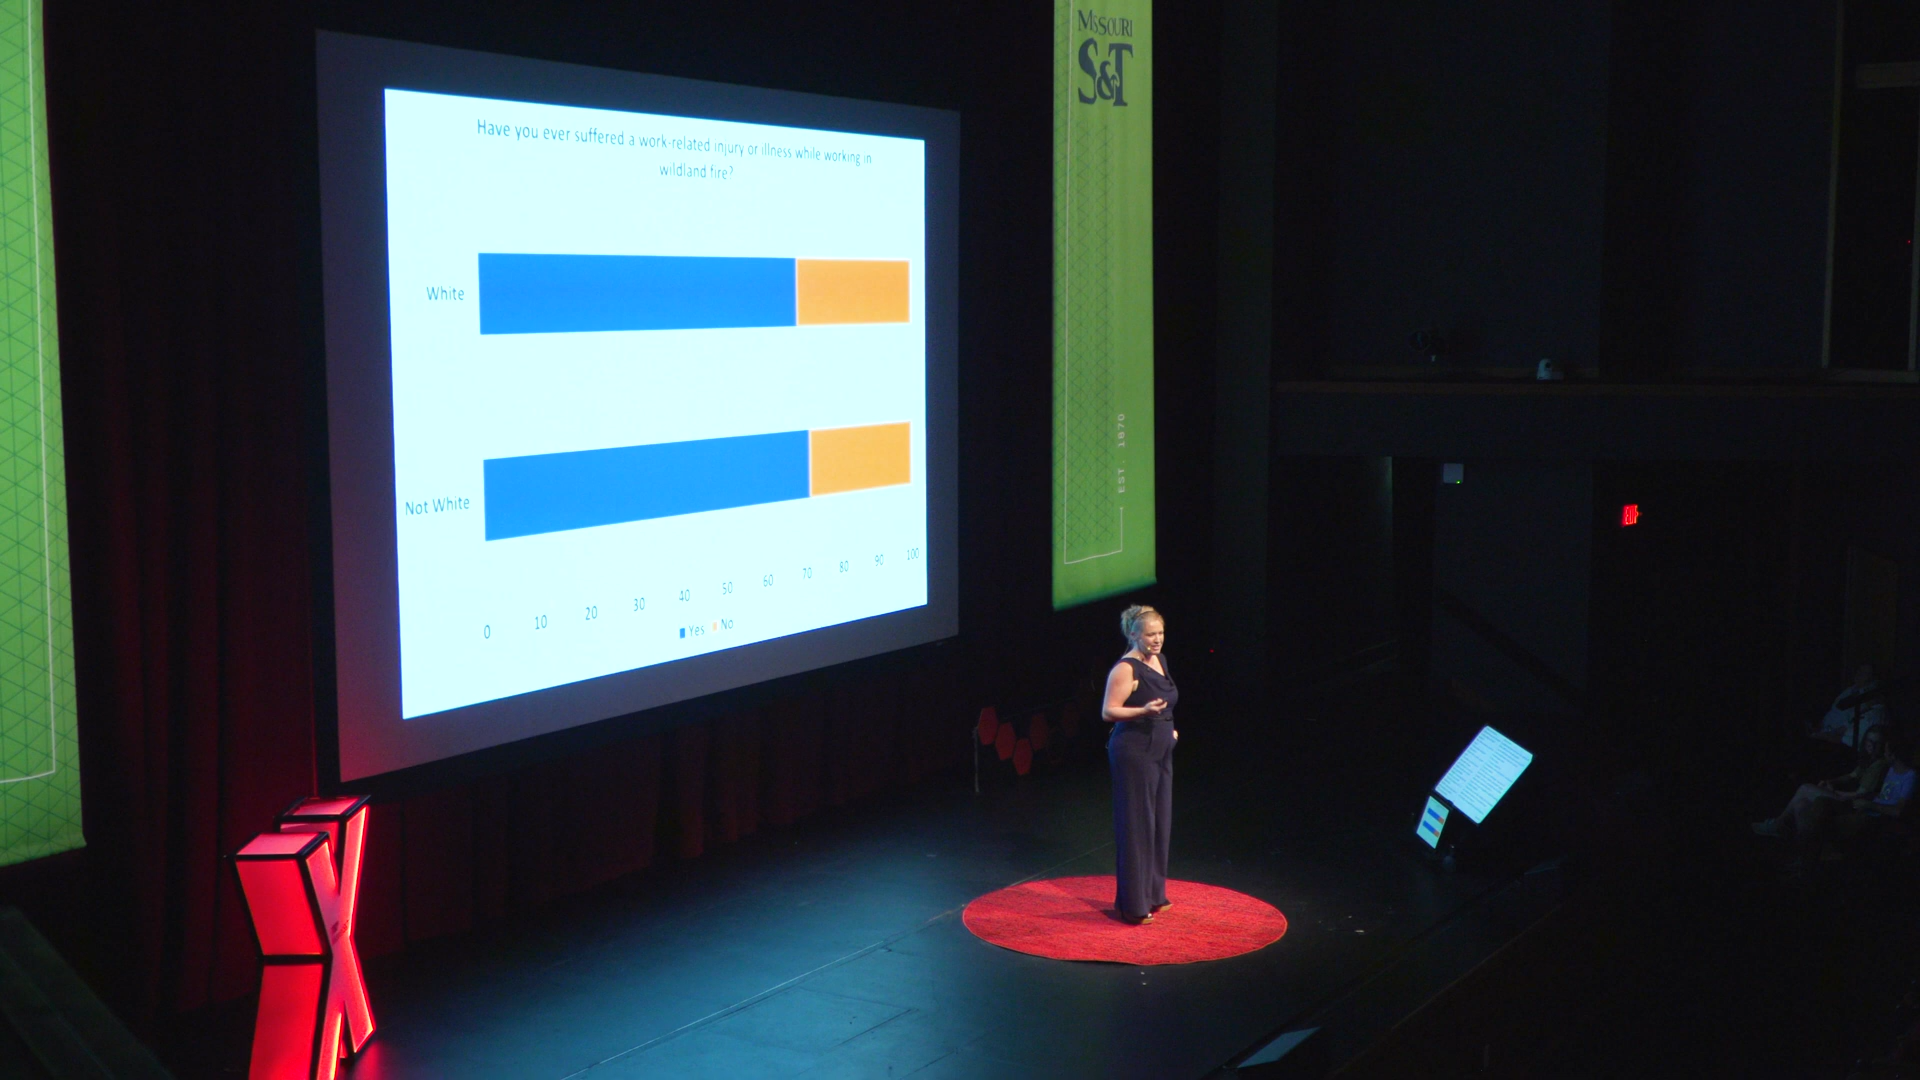 Have you ever suffered a work-related injury or illness while working in
wildland fire?
White
Not White
0 10 20 30 40 50 60 70 80 90 100
Yes No
MISSOURI
S&T
EST. 1870
EXIT